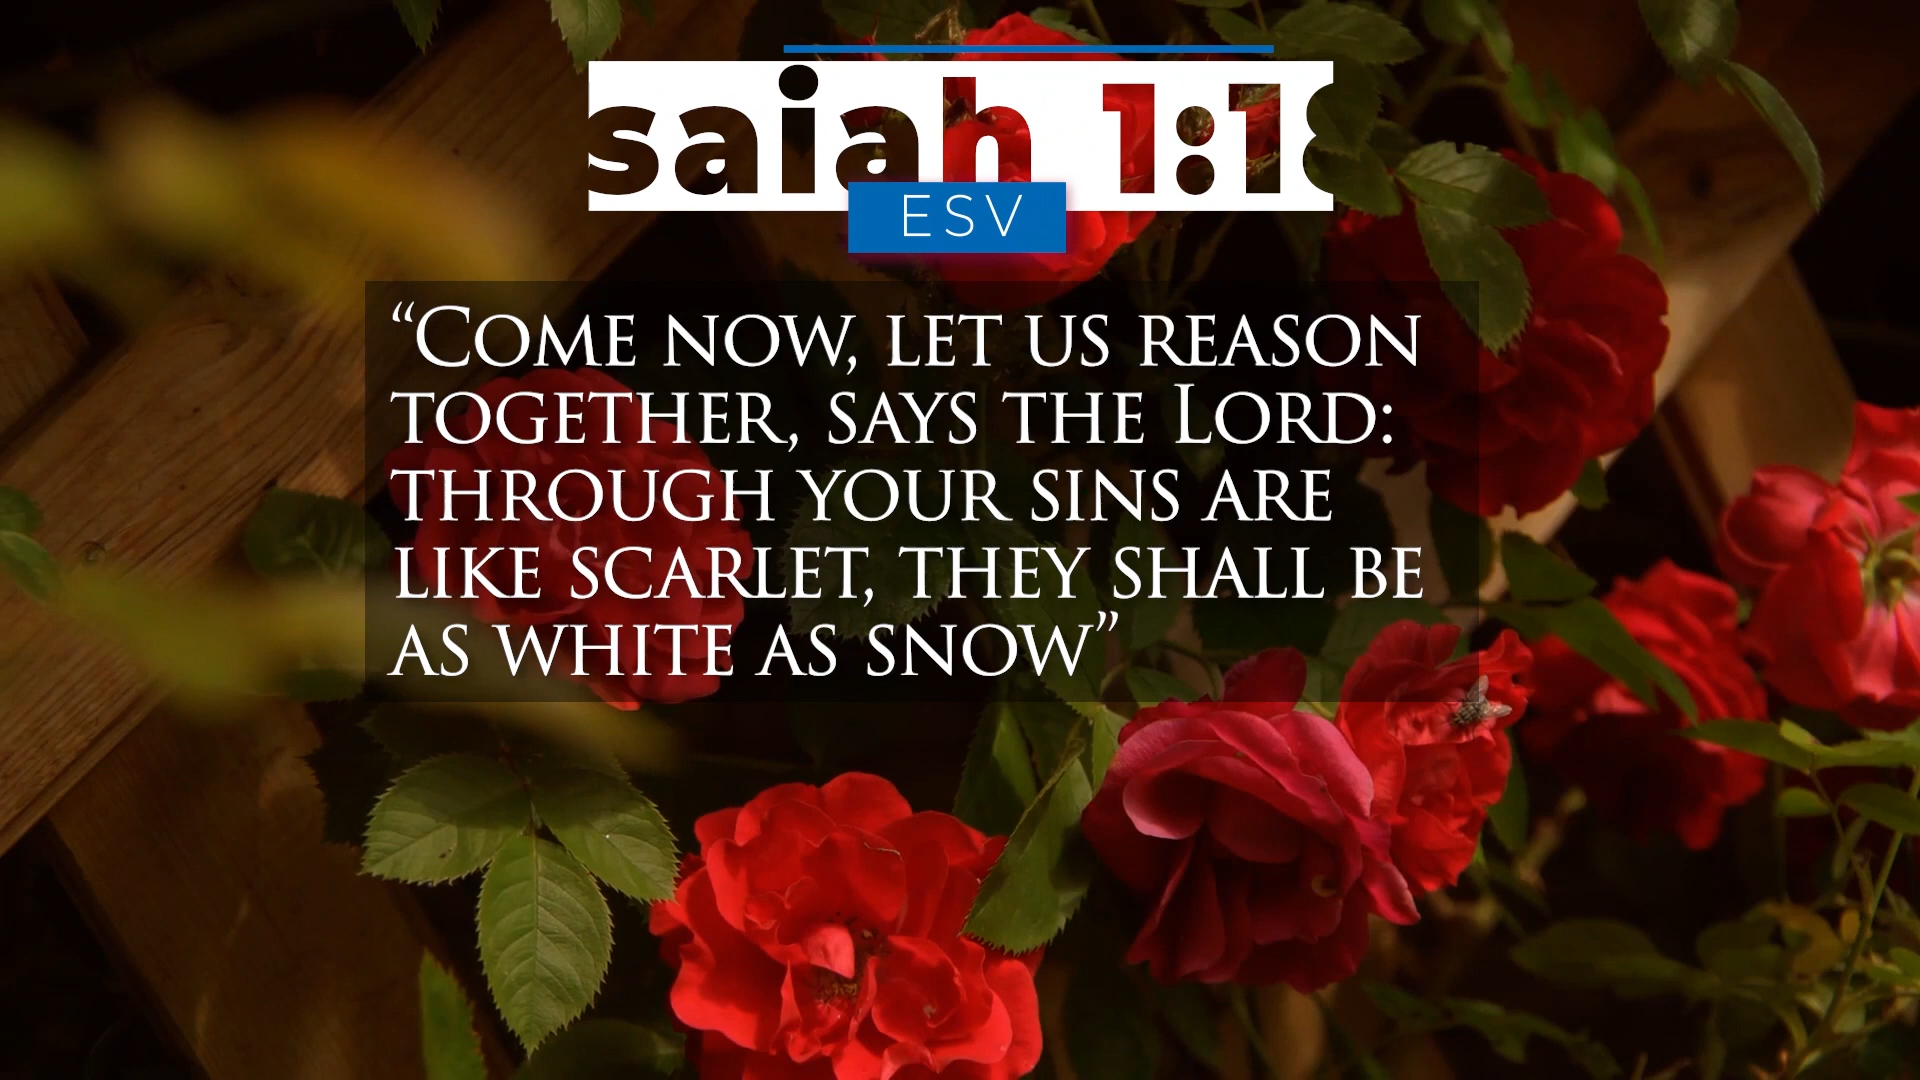 saiah 1:18
ESV
“Come now, let us reason
together, says the Lord:
through your sins are
like scarlet, they shall be
as white as snow”